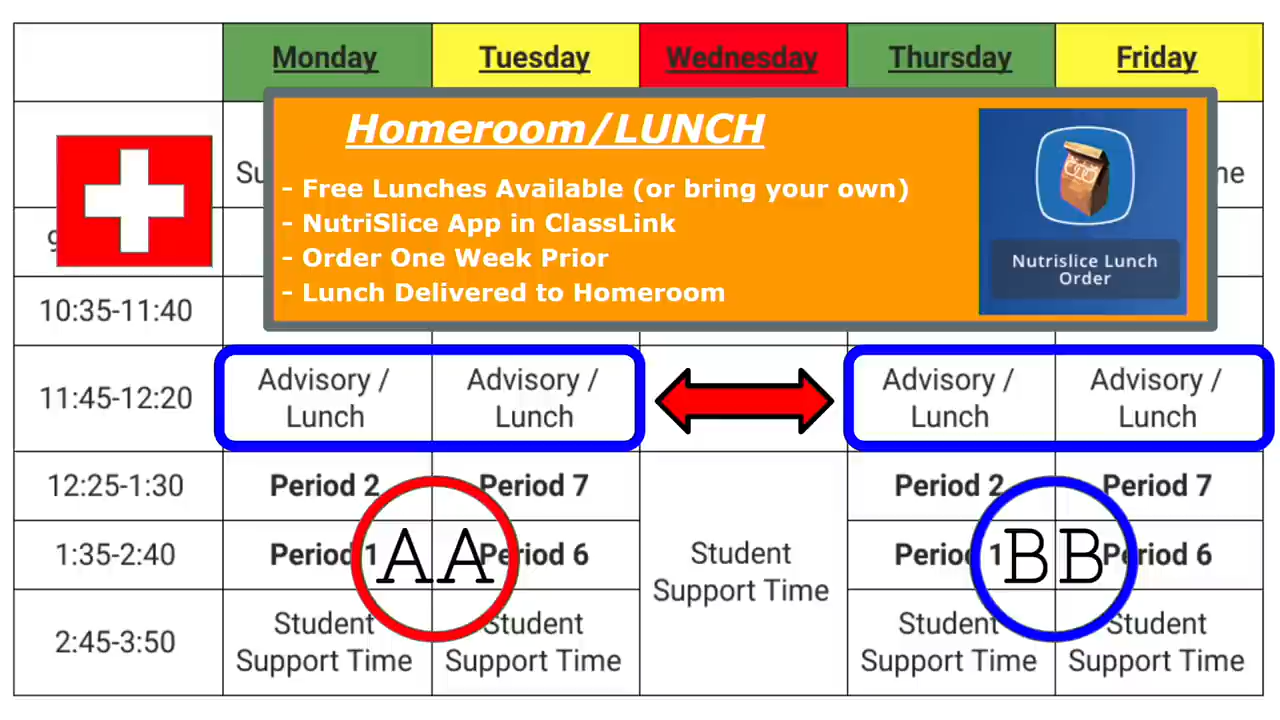 Monday Tuesday Wednesday Thursday Friday
Homeroom/LUNCH
- Free Lunches Available (or bring your own)
- NutriSlice App in ClassLink
- Order One Week Prior
- Lunch Delivered to Homeroom
Nutrislice Lunch
Order
10:35-11:40
11:45-12:20
Advisory /
Lunch
Advisory /
Lunch
Advisory /
Lunch
Advisory /
Lunch
12:25-1:30 Period 2 Period 7 Period 2 Period 7
1:35-2:40 Period 1 Period 6 Period 1 Period 6
AA
BB
Student
Support Time
2:45-3:50
Student
Support Time
Student
Support Time
Student
Support Time
Student
Support Time